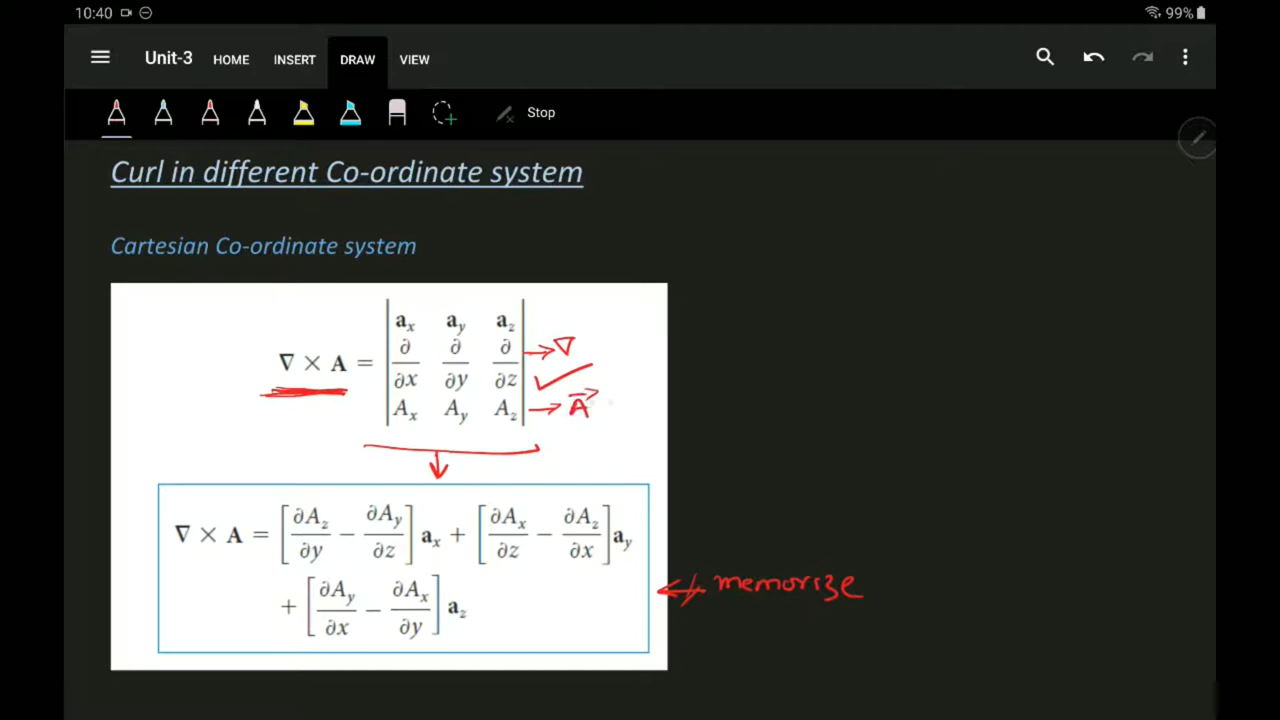 10:40 99%
Unit-3 HOME INSERT DRAW VIEW
Stop
Curl in different Co-ordinate system
Cartesian Co-ordinate system
∇ × A = | a_x a_y a_z |
| ∂/∂x ∂/∂y ∂/∂z | → ∇
| A_x A_y A_z | → A⃗
∇ × A = [∂A_z/∂y − ∂A_y/∂z] a_x + [∂A_x/∂z − ∂A_z/∂x] a_y
+ [∂A_y/∂x − ∂A_x/∂y] a_z
memorize